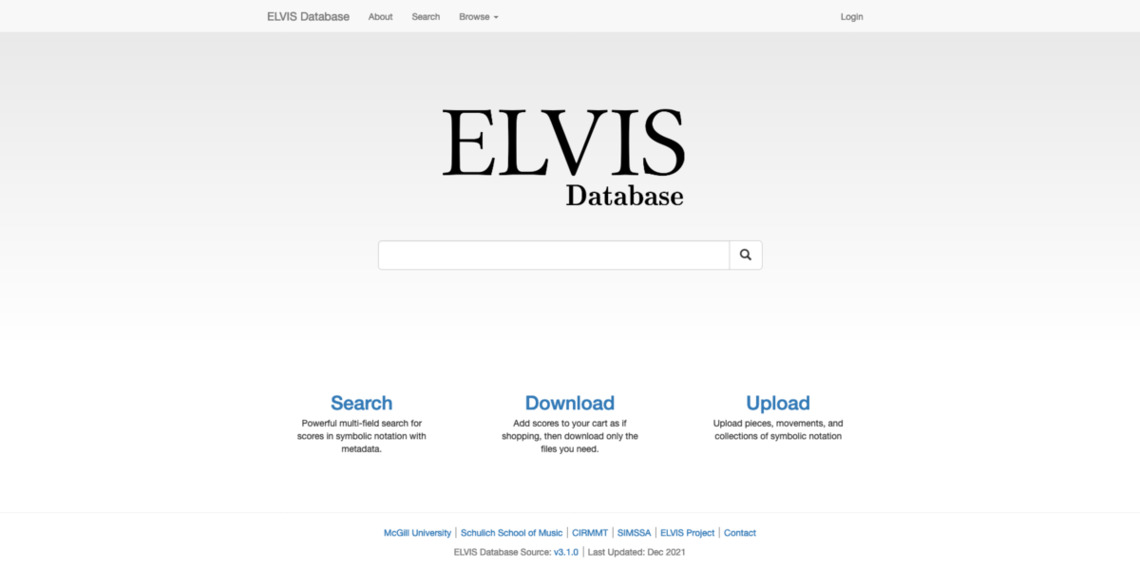 ELVIS Database About Search Browse Login
ELVIS
Database
Search
Powerful multi-field search for
scores in symbolic notation with
metadata.
Download
Add scores to your cart as if
shopping, then download only the
files you need.
Upload
Upload pieces, movements, and
collections of symbolic notation
McGill University | Schulich School of Music | CIRMMT | SIMSSA | ELVIS Project | Contact
ELVIS Database Source: v3.1.0 | Last Updated: Dec 2021